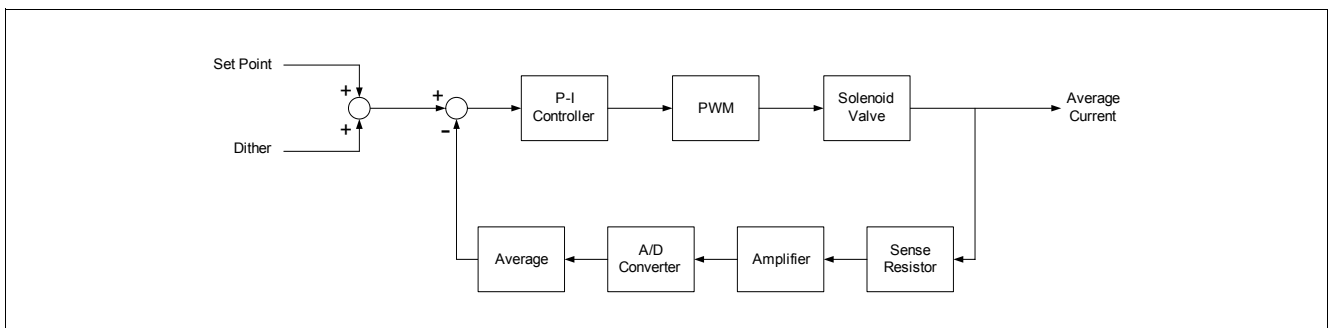 Set Point
Dither
+
+
+
-
P-I
Controller
PWM
Solenoid
Valve
Average
Current
Average
A/D
Converter
Amplifier
Sense
Resistor